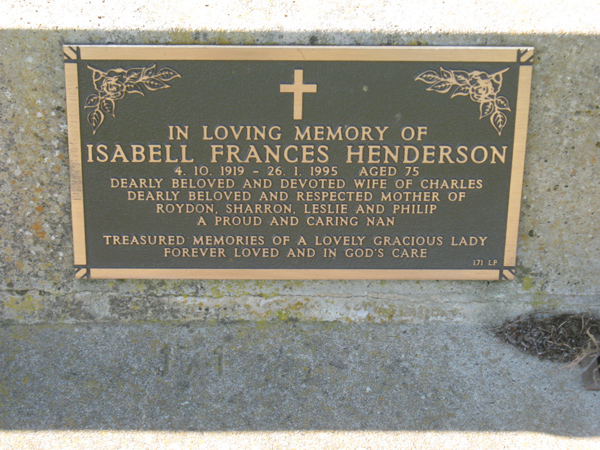 IN LOVING MEMORY OF
ISABELL FRANCES HENDERSON
4. 10. 1919 - 26. 1. 1995 AGED 75
DEARLY BELOVED AND DEVOTED WIFE OF CHARLES
DEARLY BELOVED AND RESPECTED MOTHER OF
ROYDON, SHARRON, LESLIE AND PHILIP
A PROUD AND CARING NAN
TREASURED MEMORIES OF A LOVELY GRACIOUS LADY
FOREVER LOVED AND IN GOD'S CARE
171 LP
171